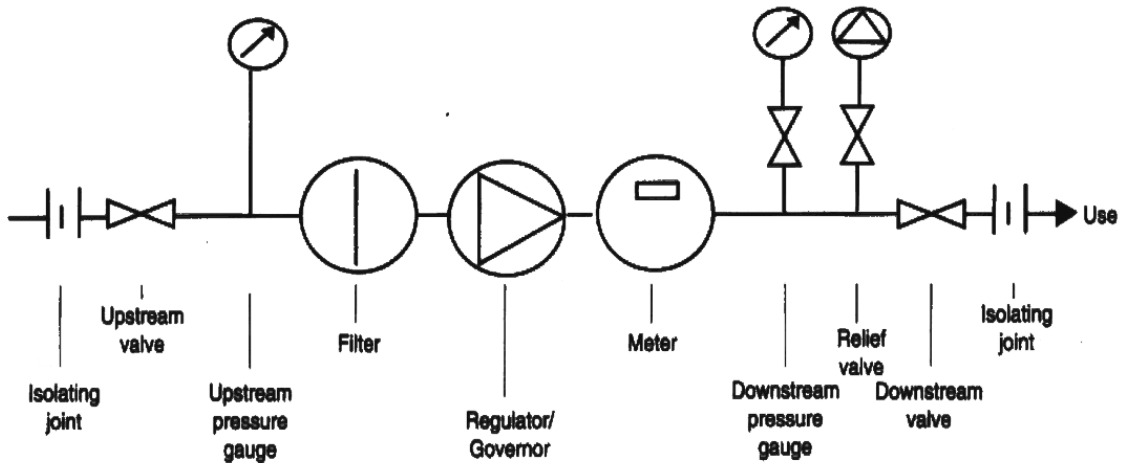 Use
Isolating
joint
Upstream
valve
Upstream
pressure
gauge
Filter
Regulator/
Governor
Meter
Downstream
pressure
gauge
Relief
valve
Downstream
valve
Isolating
joint